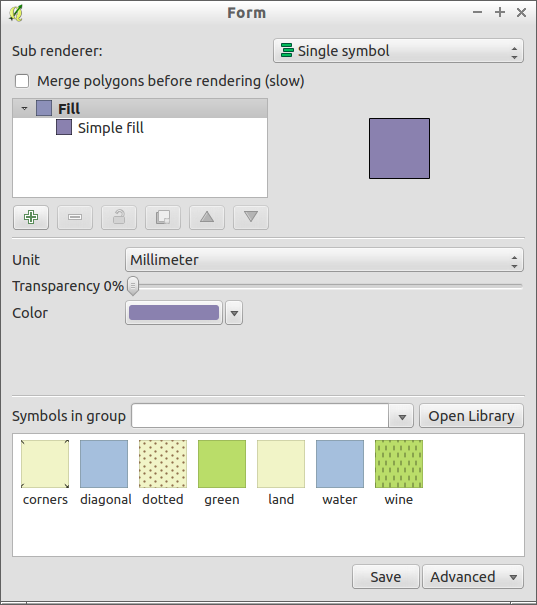 Form
Sub renderer: Single symbol
Merge polygons before rendering (slow)
Fill
Simple fill
Unit Millimeter
Transparency 0%
Color
Symbols in group Open Library
corners diagonal dotted green land water wine
Save Advanced